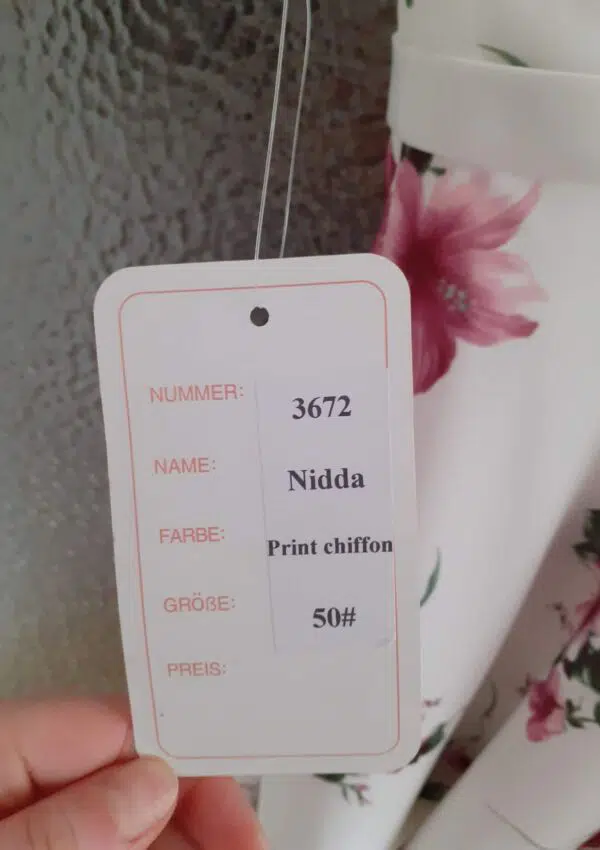 NUMMER: 3672
NAME: Nidda
FARBE: Print chiffon
GRÖßE: 50#
PREIS: